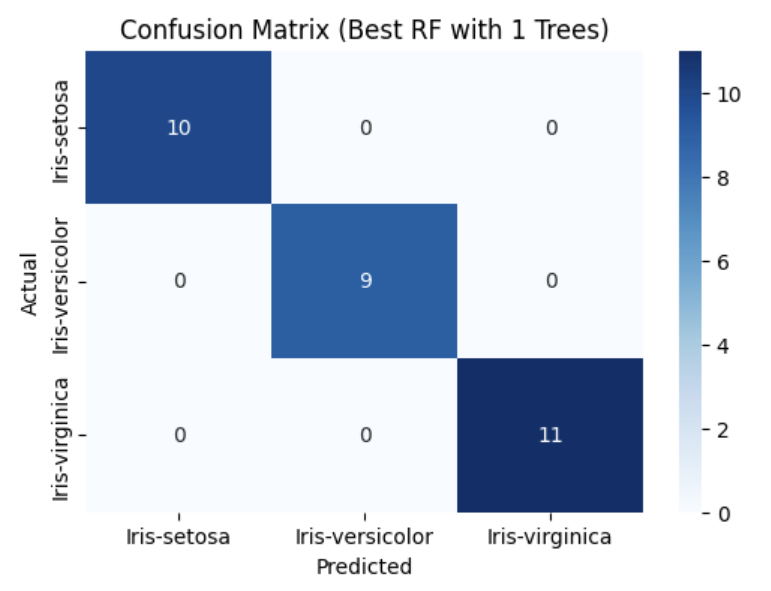 Confusion Matrix (Best RF with 1 Trees)
Actual
Iris-setosa
10 0 0
Iris-versicolor
0 9 0
Iris-virginica
0 0 11
Iris-setosa Iris-versicolor Iris-virginica
Predicted
10
8
6
4
2
0